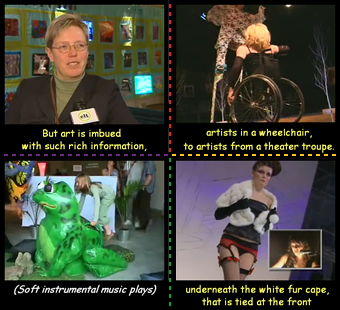 But art is imbued
with such rich information,
artists in a wheelchair,
to artists from a theater troupe.
(Soft instrumental music plays)
underneath the white fur cape,
that is tied at the front